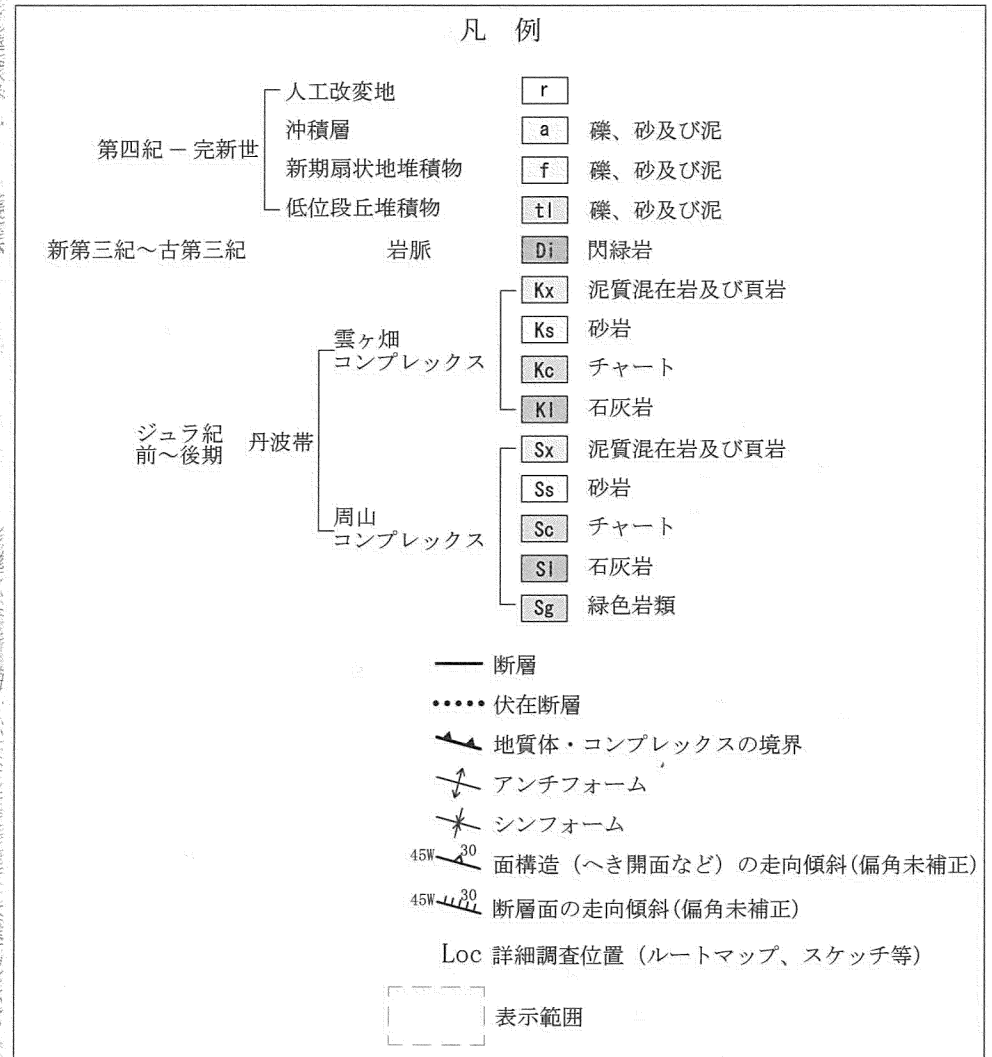 凡 例
人工改変地 r
第四紀－完新世
沖積層 a 礫、砂及び泥
新期扇状地堆積物 f 礫、砂及び泥
低位段丘堆積物 tl 礫、砂及び泥
新第三紀～古第三紀 岩脈 Di 閃緑岩
Kx 泥質混在岩及び頁岩
Ks 砂岩
雲ヶ畑
コンプレックス
Kc チャート
Kl 石灰岩
ジュラ紀
前～後期
丹波帯
Sx 泥質混在岩及び頁岩
Ss 砂岩
周山
コンプレックス
Sc チャート
Sl 石灰岩
Sg 緑色岩類
断層
伏在断層
地質体・コンプレックスの境界
アンチフォーム
シンフォーム
45W 30 面構造（へき開面など）の走向傾斜(偏角未補正)
45W 30 断層面の走向傾斜(偏角未補正)
Loc 詳細調査位置（ルートマップ、スケッチ等）
表示範囲